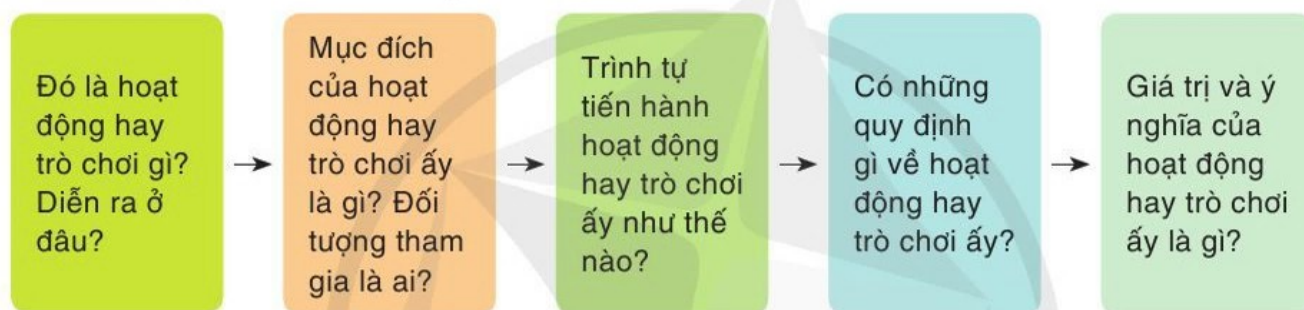 Đó là hoạt
động hay
trò chơi gì?
Diễn ra ở
đâu?
Mục đích
của hoạt
động hay
trò chơi ấy
là gì? Đối
tượng tham
gia là ai?
Trình tự
tiến hành
hoạt động
hay trò chơi
ấy như thế
nào?
Có những
quy định
gì về hoạt
động hay
trò chơi ấy?
Giá trị và ý
nghĩa của
hoạt động
hay trò chơi
ấy là gì?